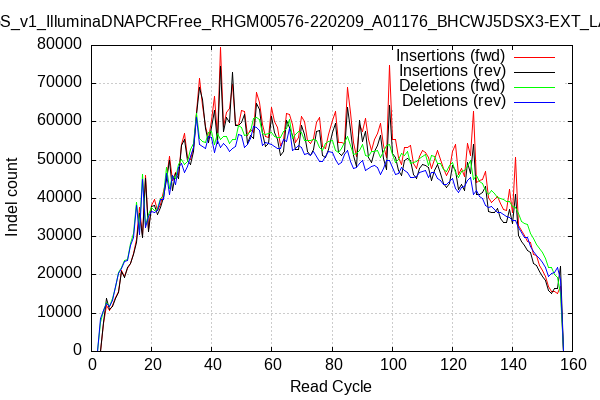 S_v1_IlluminaDNAPCRFree_RHGM00576-220209_A01176_BHCWJ5DSX3-EXT_L
Insertions (fwd)
Insertions (rev)
Deletions (fwd)
Deletions (rev)
Indel count
80000
70000
60000
50000
40000
30000
20000
10000
0
0 20 40 60 80 100 120 140 160
Read Cycle